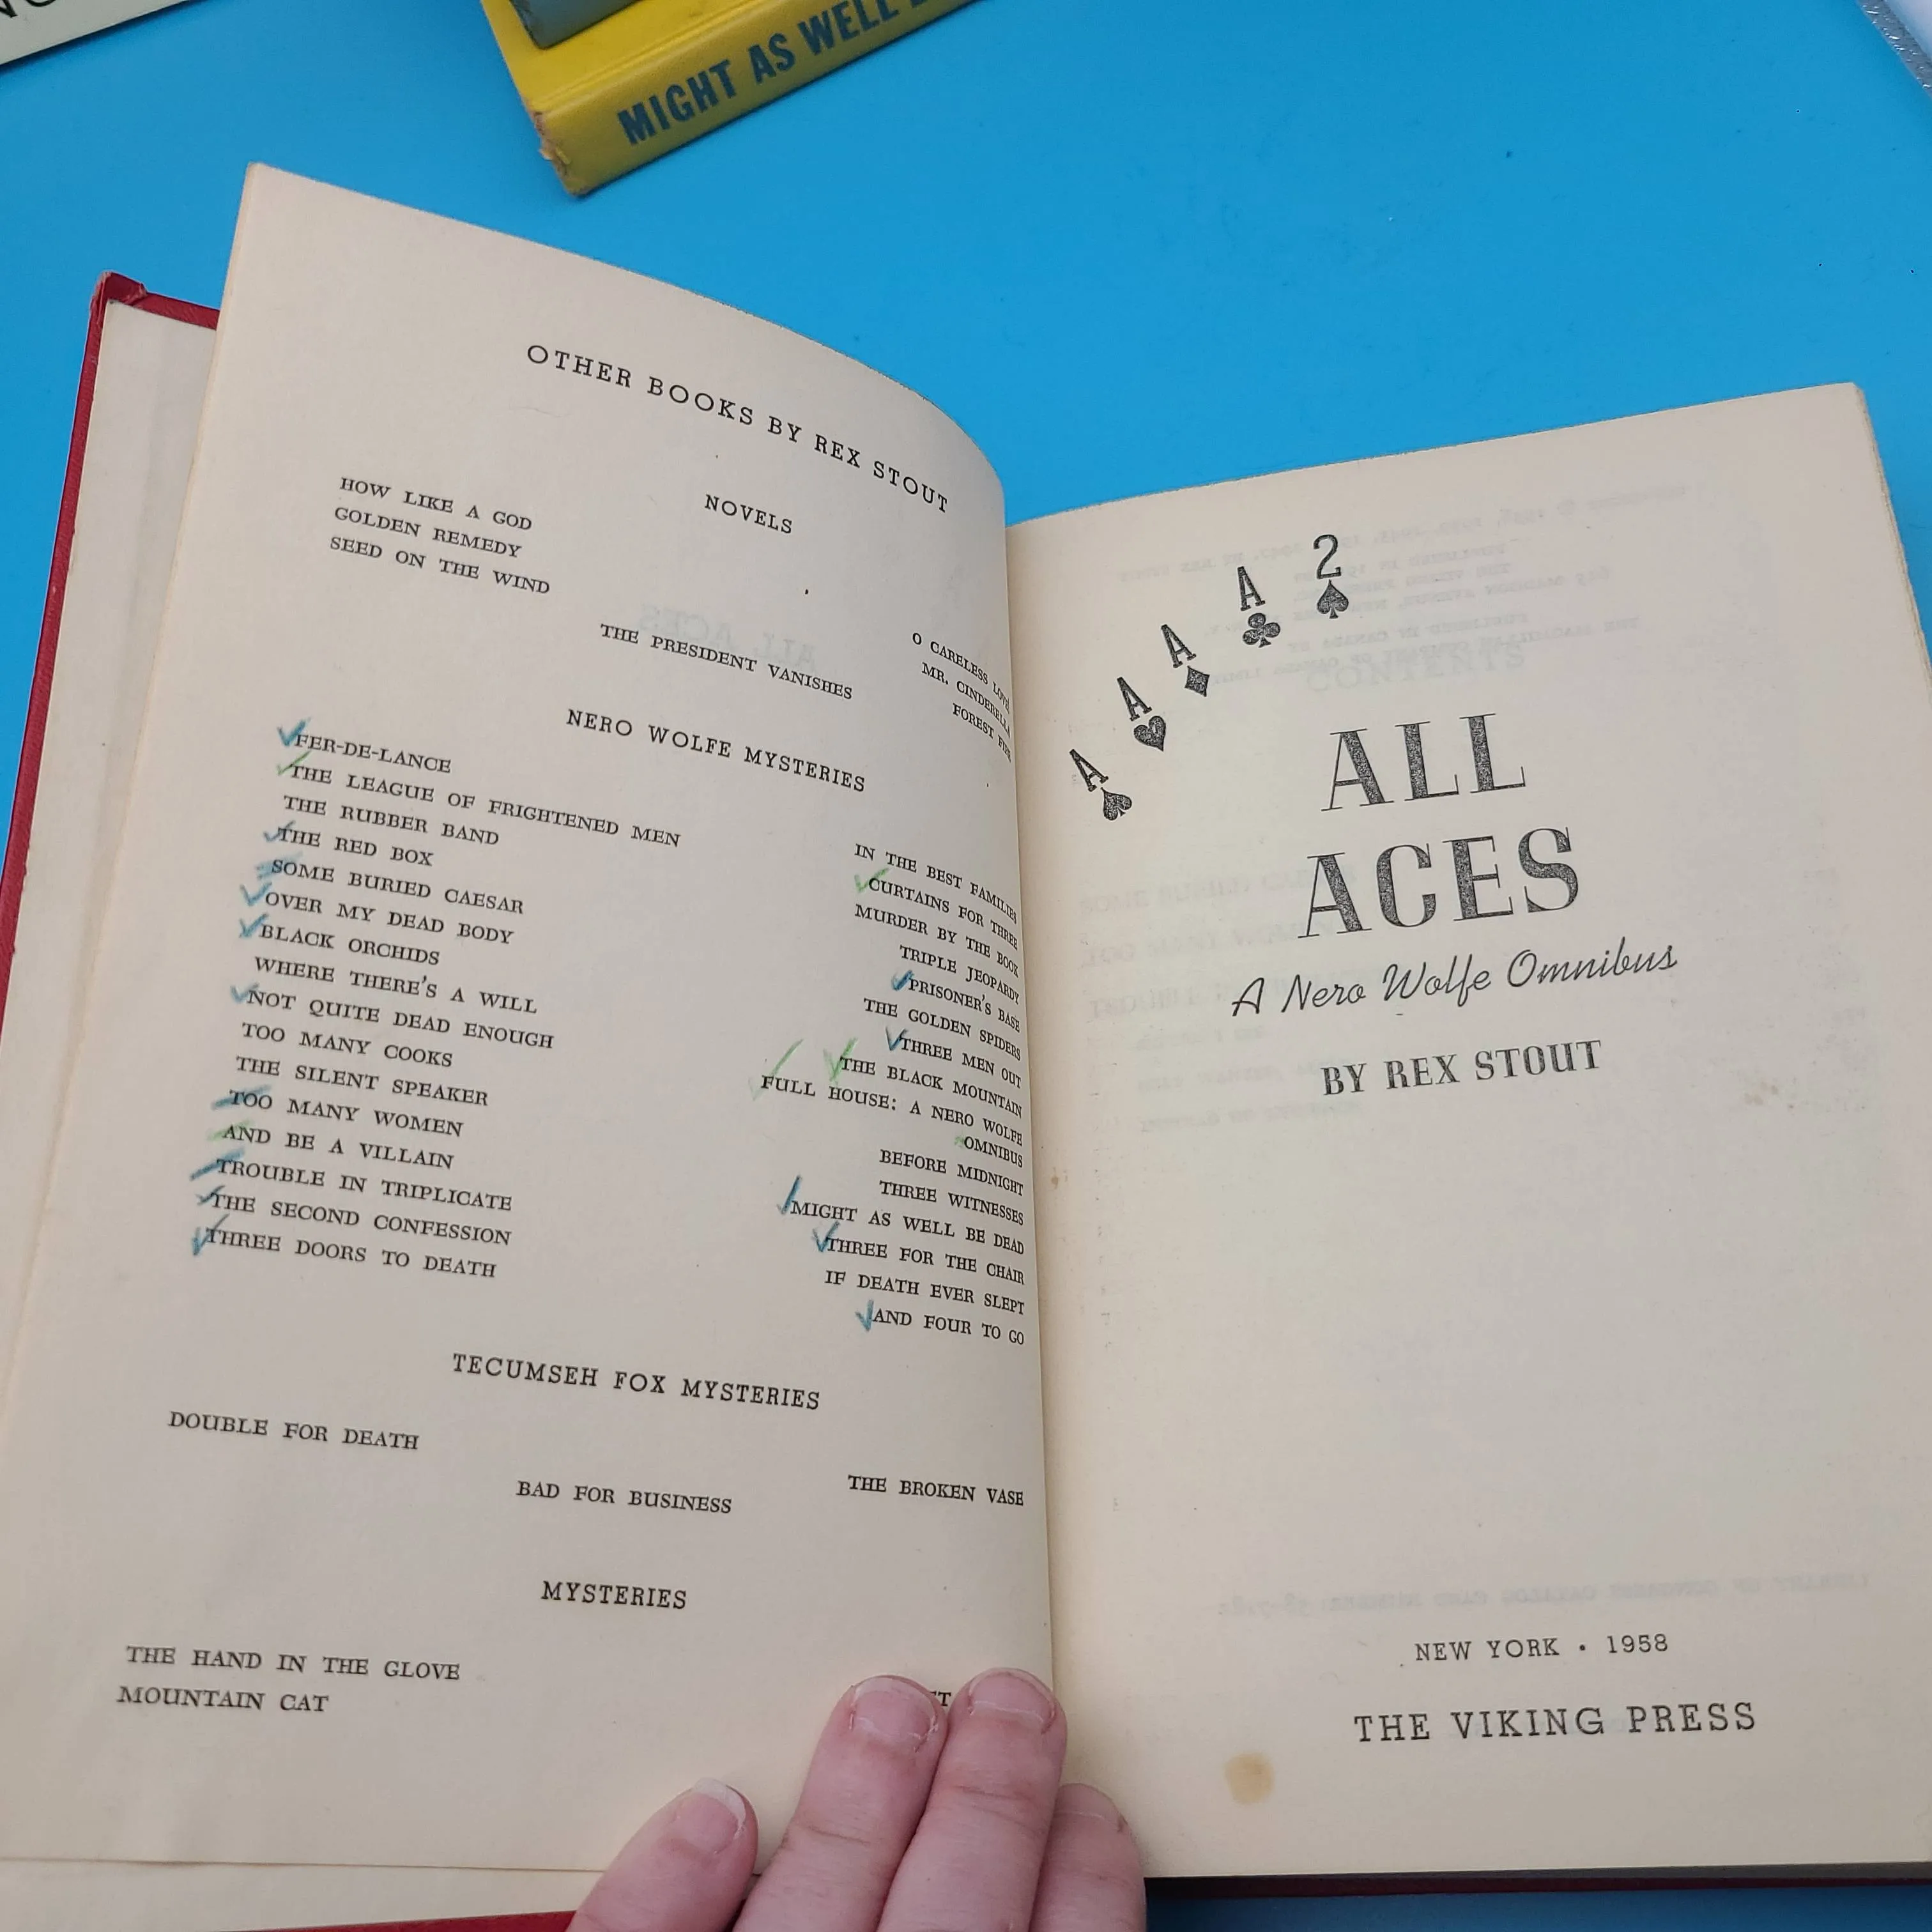 MIGHT AS WELL
OTHER BOOKS BY REX STOUT
NOVELS
HOW LIKE A GOD
GOLDEN REMEDY
SEED ON THE WIND
O CARELESS LOVE
MR. CINDERELLA
FOREST FIRE
THE PRESIDENT VANISHES
NERO WOLFE MYSTERIES
FER-DE-LANCE
THE LEAGUE OF FRIGHTENED MEN
THE RUBBER BAND
THE RED BOX
SOME BURIED CAESAR
OVER MY DEAD BODY
BLACK ORCHIDS
WHERE THERE'S A WILL
NOT QUITE DEAD ENOUGH
TOO MANY COOKS
THE SILENT SPEAKER
TOO MANY WOMEN
AND BE A VILLAIN
TROUBLE IN TRIPLICATE
THE SECOND CONFESSION
THREE DOORS TO DEATH
IN THE BEST FAMILIES
CURTAINS FOR THREE
MURDER BY THE BOOK
TRIPLE JEOPARDY
PRISONER'S BASE
THE GOLDEN SPIDERS
THREE MEN OUT
THE BLACK MOUNTAIN
FULL HOUSE: A NERO WOLFE
OMNIBUS
BEFORE MIDNIGHT
THREE WITNESSES
MIGHT AS WELL BE DEAD
THREE FOR THE CHAIR
IF DEATH EVER SLEPT
AND FOUR TO GO
TECUMSEH FOX MYSTERIES
DOUBLE FOR DEATH
BAD FOR BUSINESS
THE BROKEN VASE
MYSTERIES
THE HAND IN THE GLOVE
MOUNTAIN CAT
A A A A 2
ALL
ACES
A Nero Wolfe Omnibus
BY REX STOUT
NEW YORK • 1958
THE VIKING PRESS